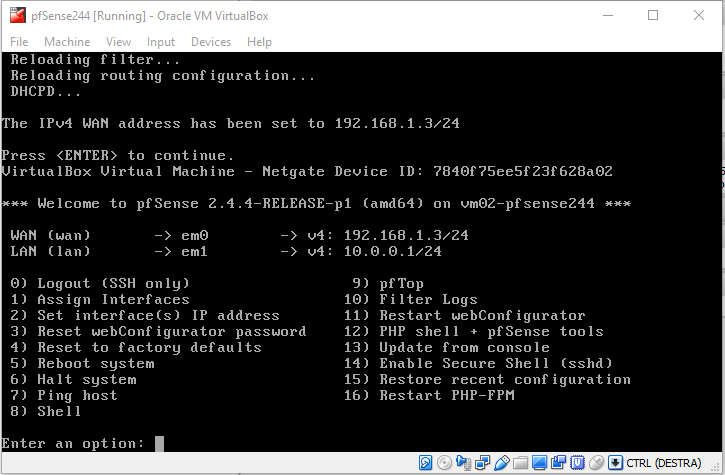 pfSense244 [Running] - Oracle VM VirtualBox
File Machine View Input Devices Help
Reloading filter...
Reloading routing configuration...
DHCPD...
The IPv4 WAN address has been set to 192.168.1.3/24
Press <ENTER> to continue.
VirtualBox Virtual Machine - Netgate Device ID: 7840f75ee5f23f628a02
*** Welcome to pfSense 2.4.4-RELEASE-p1 (amd64) on vm02-pfsense244 ***
WAN (wan) -> em0 -> v4: 192.168.1.3/24
LAN (lan) -> em1 -> v4: 10.0.0.1/24
0) Logout (SSH only) 9) pfTop
1) Assign Interfaces 10) Filter Logs
2) Set interface(s) IP address 11) Restart webConfigurator
3) Reset webConfigurator password 12) PHP shell + pfSense tools
4) Reset to factory defaults 13) Update from console
5) Reboot system 14) Enable Secure Shell (sshd)
6) Halt system 15) Restore recent configuration
7) Ping host 16) Restart PHP-FPM
8) Shell
Enter an option:
CTRL (DESTRA)